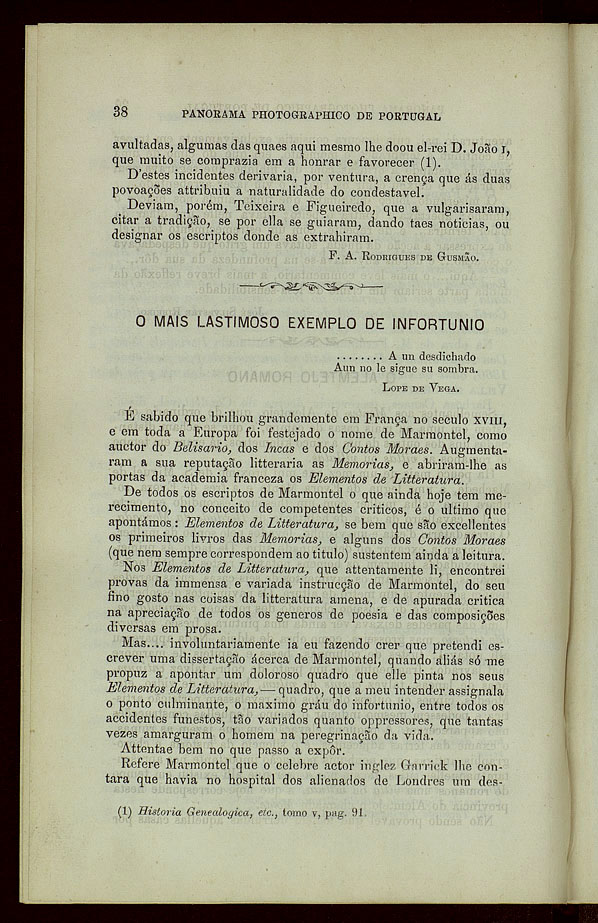 38 PANORAMA PHOTOGRAPHICO DE PORTUGAL
avultadas, algumas das quaes aqui mesmo lhe doou el-rei D. João I,
que muito se comprazia em a honrar e favorecer (1).
D'estes incidentes derivaria, por ventura, a crença que ás duas
povoações attribuiu a naturalidade do condestavel.
Deviam, porém, Teixeira e Figueiredo, que a vulgarisaram,
citar a tradição, se por ella se guiaram, dando taes noticias, ou
designar os escriptos donde as extrahiram.
F. A. RODRIGUES DE GUSMÃO.
O MAIS LASTIMOSO EXEMPLO DE INFORTUNIO
........ A un desdichado
Aun no le sigue su sombra.
LOPE DE VEGA.
É sabido que brilhou grandemente em França no seculo XVIII,
e em toda a Europa foi festejado o nome de Marmontel, como
auctor do Belisario, dos Incas e dos Contos Moraes. Augmenta-
ram a sua reputação litteraria as Memorias, e abriram-lhe as
portas da academia franceza os Elementos de Litteratura.
De todos os escriptos de Marmontel o que ainda hoje tem me-
recimento, no conceito de competentes criticos, é o ultimo que
apontámos: Elementos de Litteratura, se bem que são excellentes
os primeiros livros das Memorias, e alguns dos Contos Moraes
(que nem sempre correspondem ao titulo) sustentem ainda a leitura.
Nos Elementos de Litteratura, que attentamente li, encontrei
provas da immensa e variada instrucção de Marmontel, do seu
fino gosto nas coisas da litteratura amena, e de apurada critica
na apreciação de todos os generos de poesia e das composições
diversas em prosa.
Mas.... involuntariamente ia eu fazendo crer que pretendi es-
crever uma dissertação ácerca de Marmontel, quando aliás só me
propuz a apontar um doloroso quadro que elle pinta nos seus
Elementos de Litteratura,— quadro, que a meu intender assignala
o ponto culminante, o maximo gráu do infortunio, entre todos os
accidentes funestos, tão variados quanto oppressores, que tantas
vezes amarguram o homem na peregrinação da vida.
Attentae bem no que passo a expôr.
Refere Marmontel que o celebre actor inglez Garrick lhe con-
tara que havia no hospital dos alienados de Londres um des-
(1) Historia Genealogica, etc., tomo v, pag. 91.